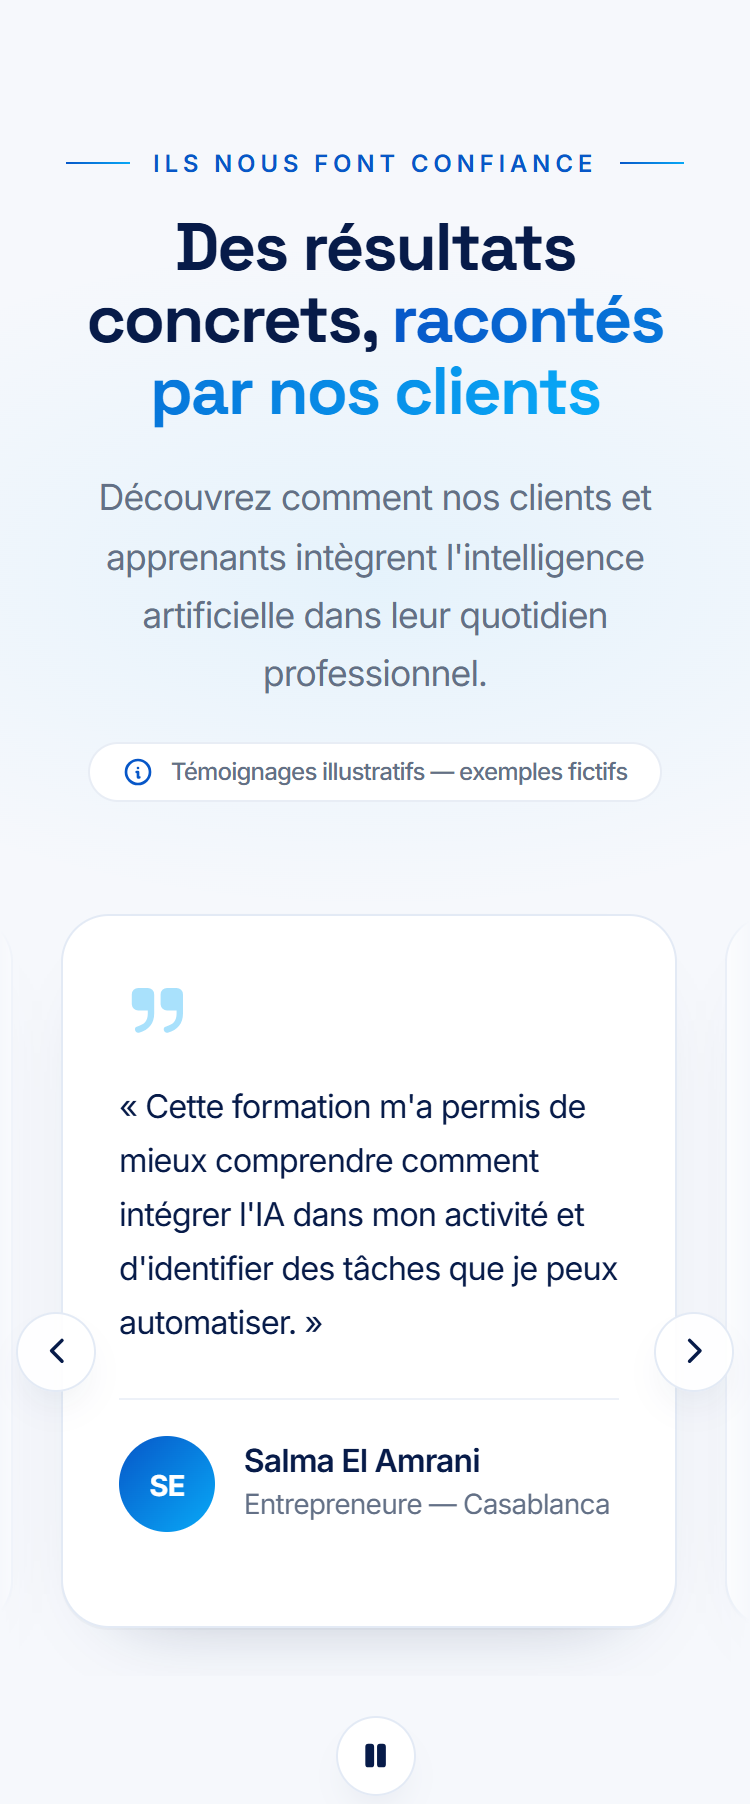 ILS NOUS FONT CONFIANCE
Des résultats
concrets, racontés
par nos clients
Découvrez comment nos clients et
apprenants intègrent l'intelligence
artificielle dans leur quotidien
professionnel.
Témoignages illustratifs — exemples fictifs
« Cette formation m'a permis de
mieux comprendre comment
intégrer l'IA dans mon activité et
d'identifier des tâches que je peux
automatiser. »
SE
Salma El Amrani
Entrepreneure — Casablanca